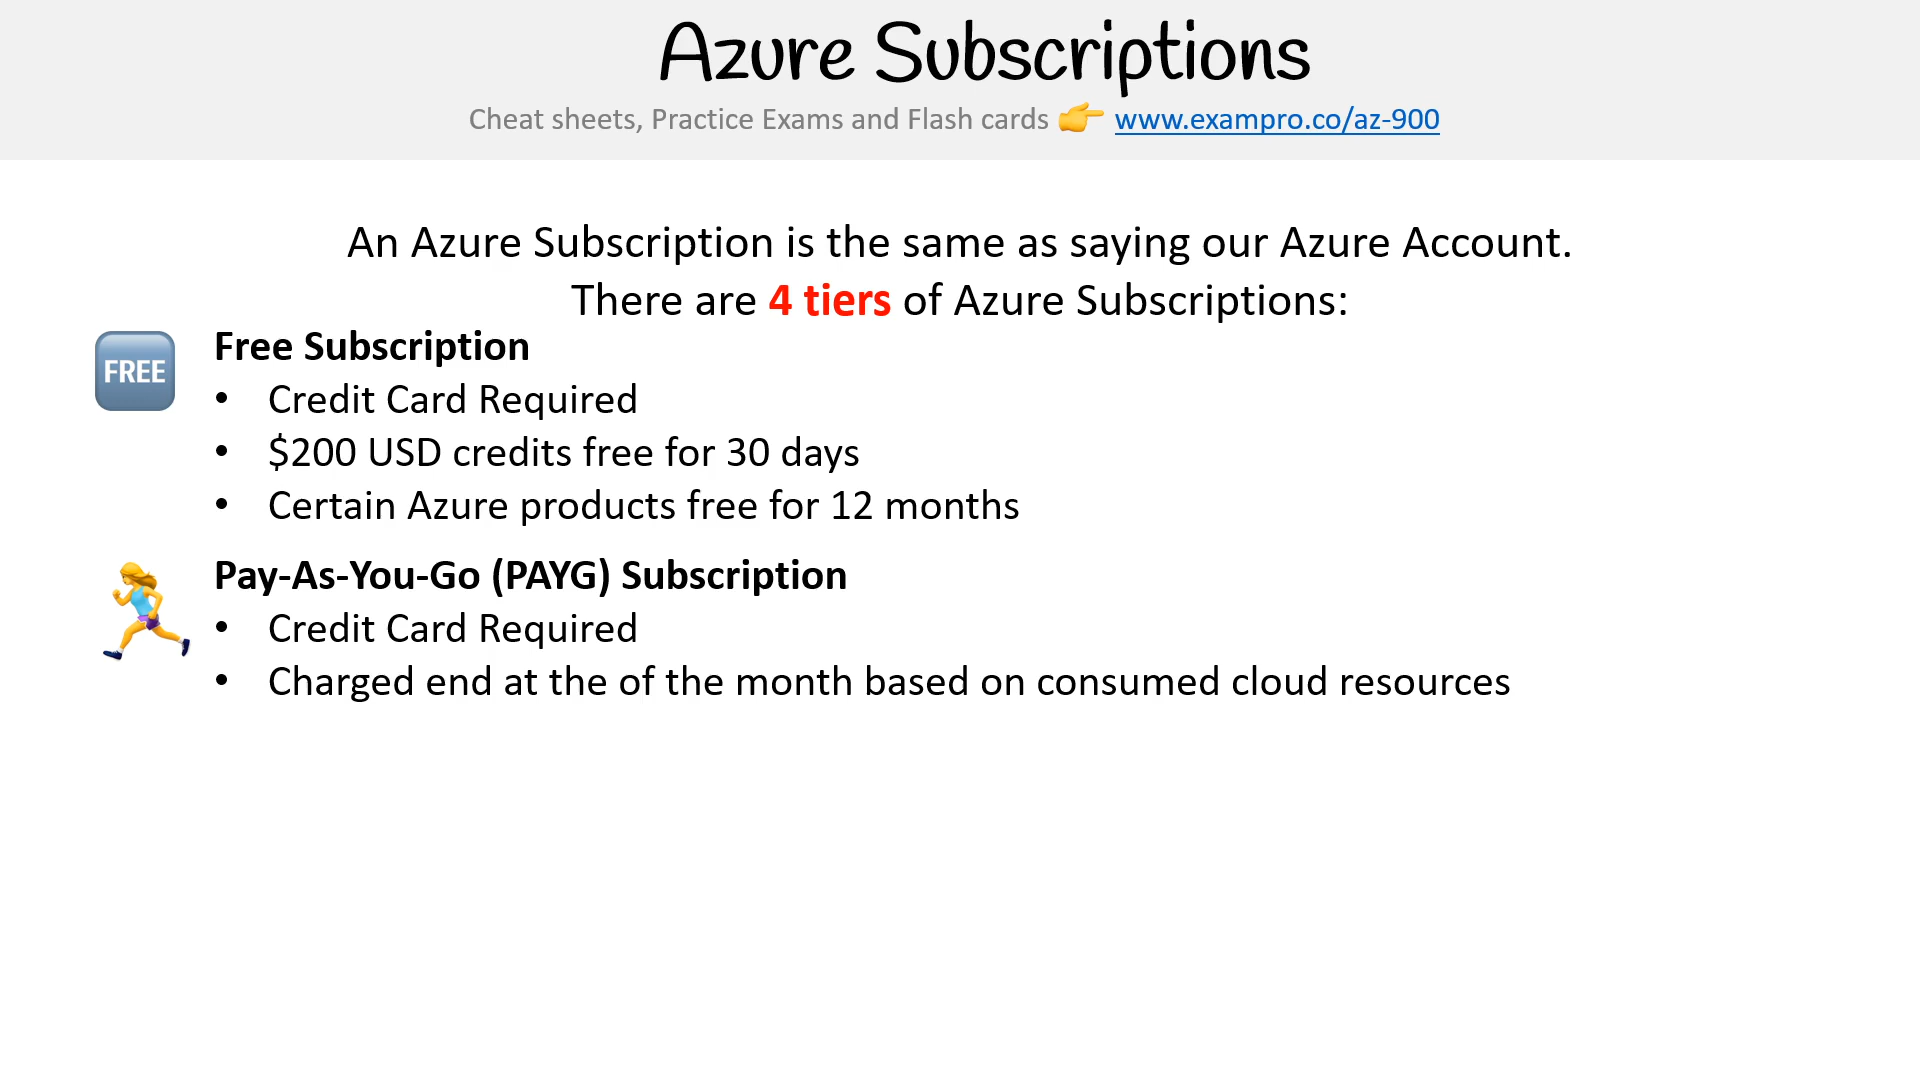 Azure Subscriptions
Cheat sheets, Practice Exams and Flash cards 👉 www.exampro.co/az-900
An Azure Subscription is the same as saying our Azure Account.
There are 4 tiers of Azure Subscriptions:
FREE
Free Subscription
• Credit Card Required
• $200 USD credits free for 30 days
• Certain Azure products free for 12 months
Pay-As-You-Go (PAYG) Subscription
• Credit Card Required
• Charged end at the of the month based on consumed cloud resources